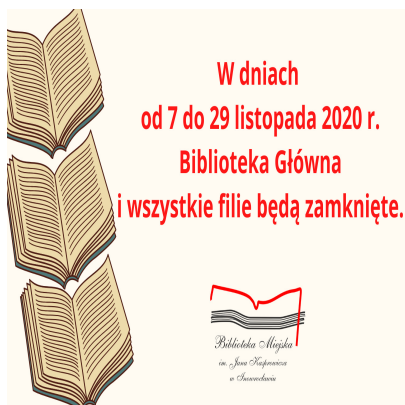 W dniach
od 7 do 29 listopada 2020 r.
Biblioteka Główna
i wszystkie filie będą zamknięte.
Biblioteka Miejska
im. Jana Kasprowicza
w Inowrocławiu